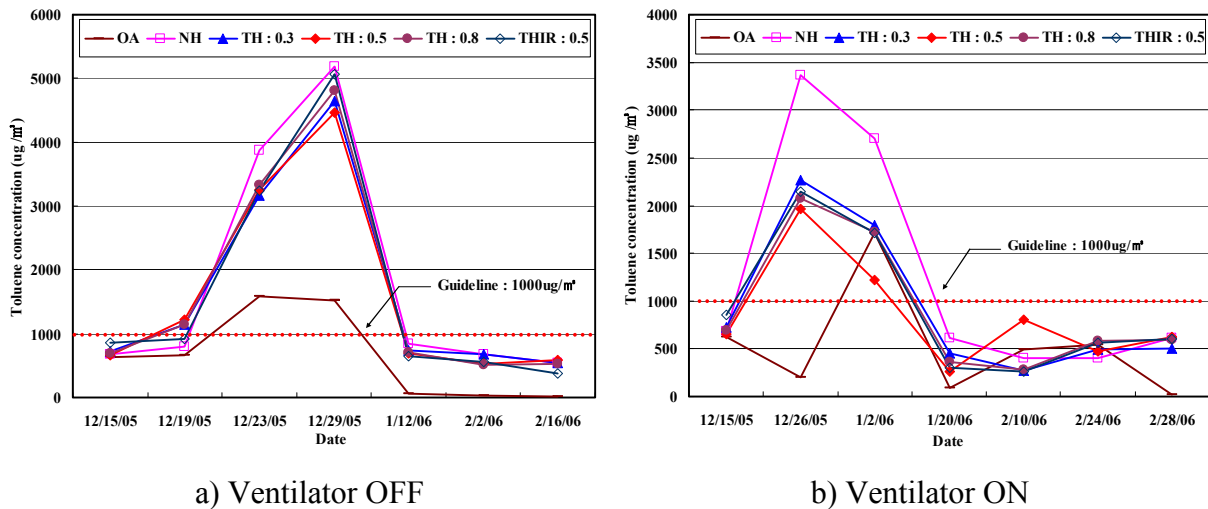 6000
5000
4000
3000
2000
1000
0
Toluene concentration (ug /㎥)
OA NH TH : 0.3 TH : 0.5 TH : 0.8 THIR : 0.5
Guideline : 1000ug/㎥
12/15/05 12/19/05 12/23/05 12/29/05 1/12/06 2/2/06 2/16/06
Date
a) Ventilator OFF
4000
3500
3000
2500
2000
1500
1000
500
0
Toluene concentration (ug /㎥)
OA NH TH : 0.3 TH : 0.5 TH : 0.8 THIR : 0.5
Guideline : 1000ug/㎥
12/15/05 12/26/05 1/2/06 1/20/06 2/10/06 2/24/06 2/28/06
Date
b) Ventilator ON